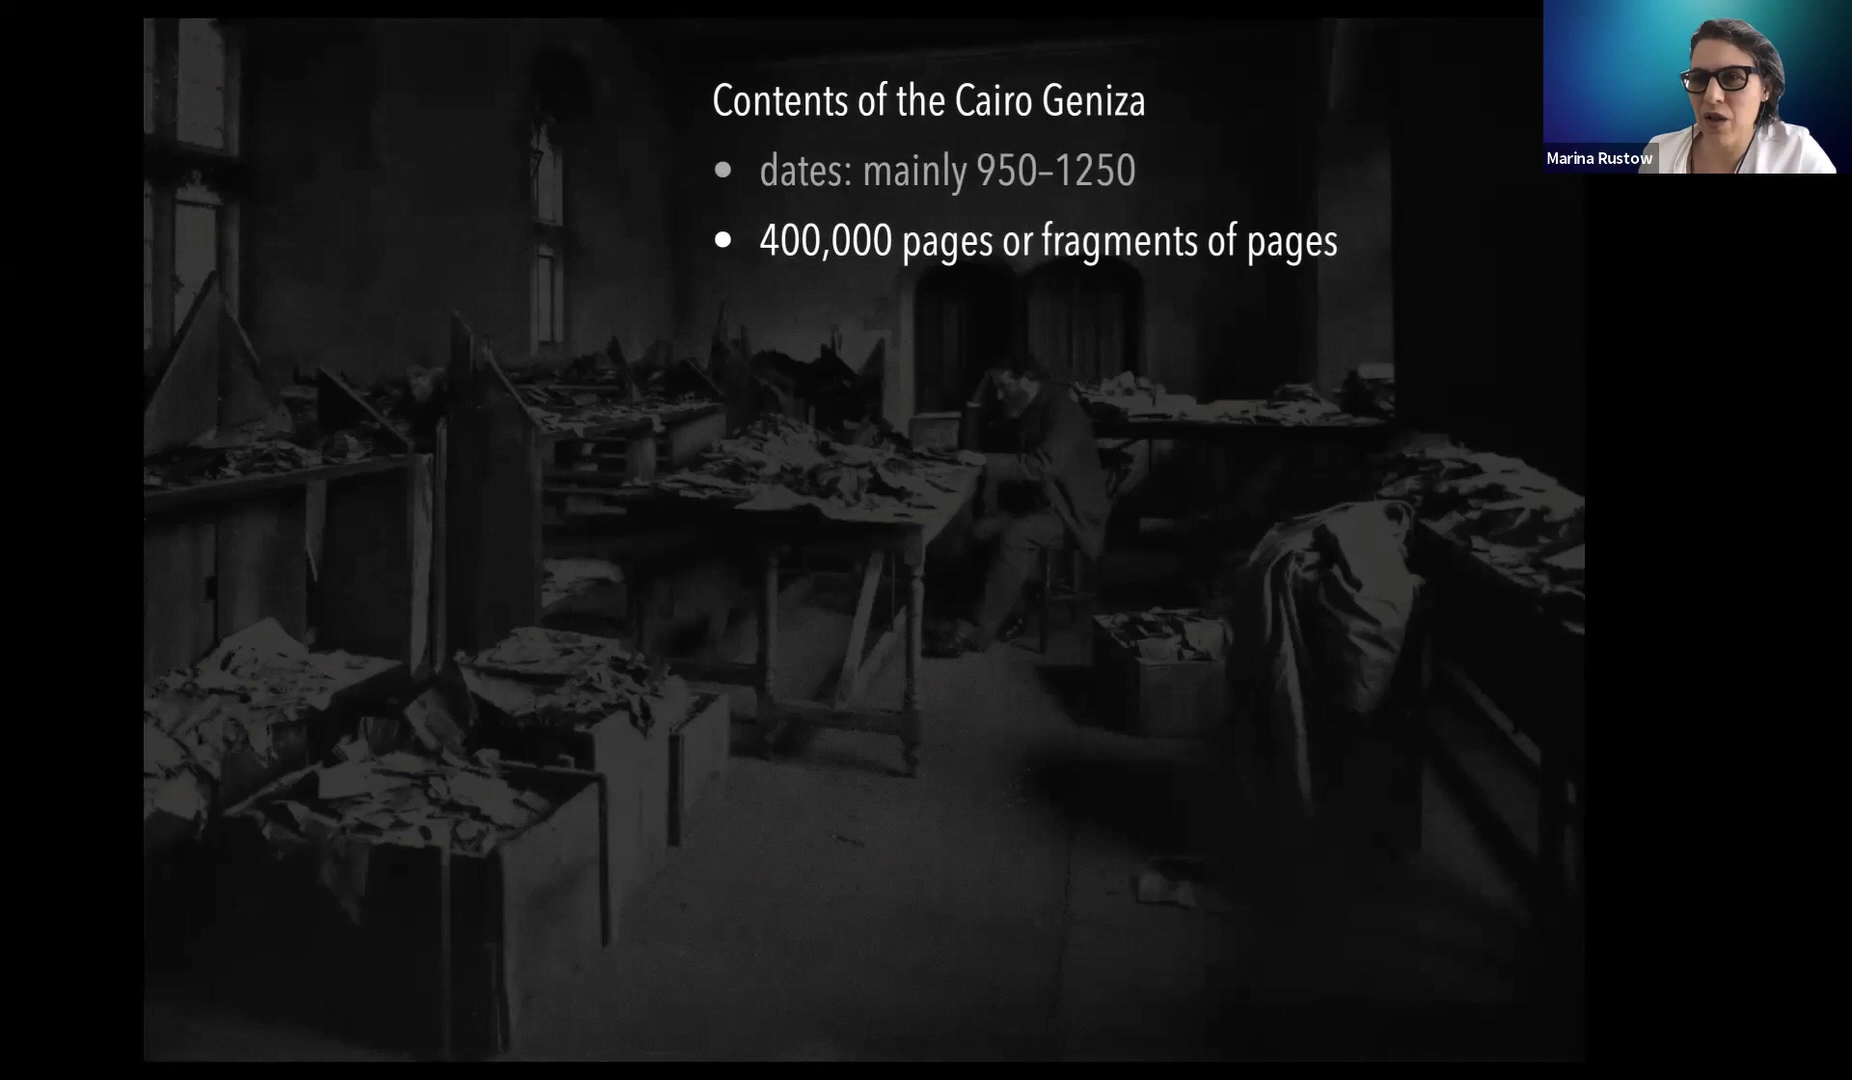 Contents of the Cairo Geniza
• dates: mainly 950–1250
• 400,000 pages or fragments of pages
Marina Rustow